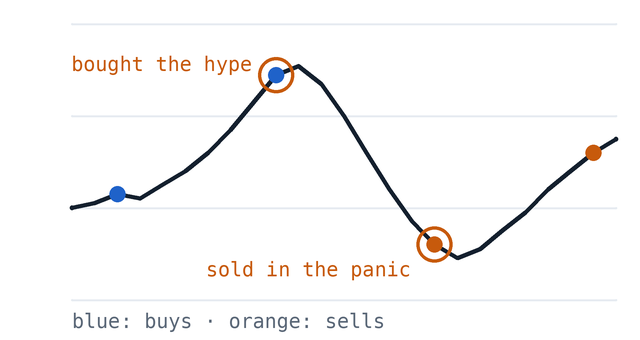 bought the hype
sold in the panic
blue: buys · orange: sells